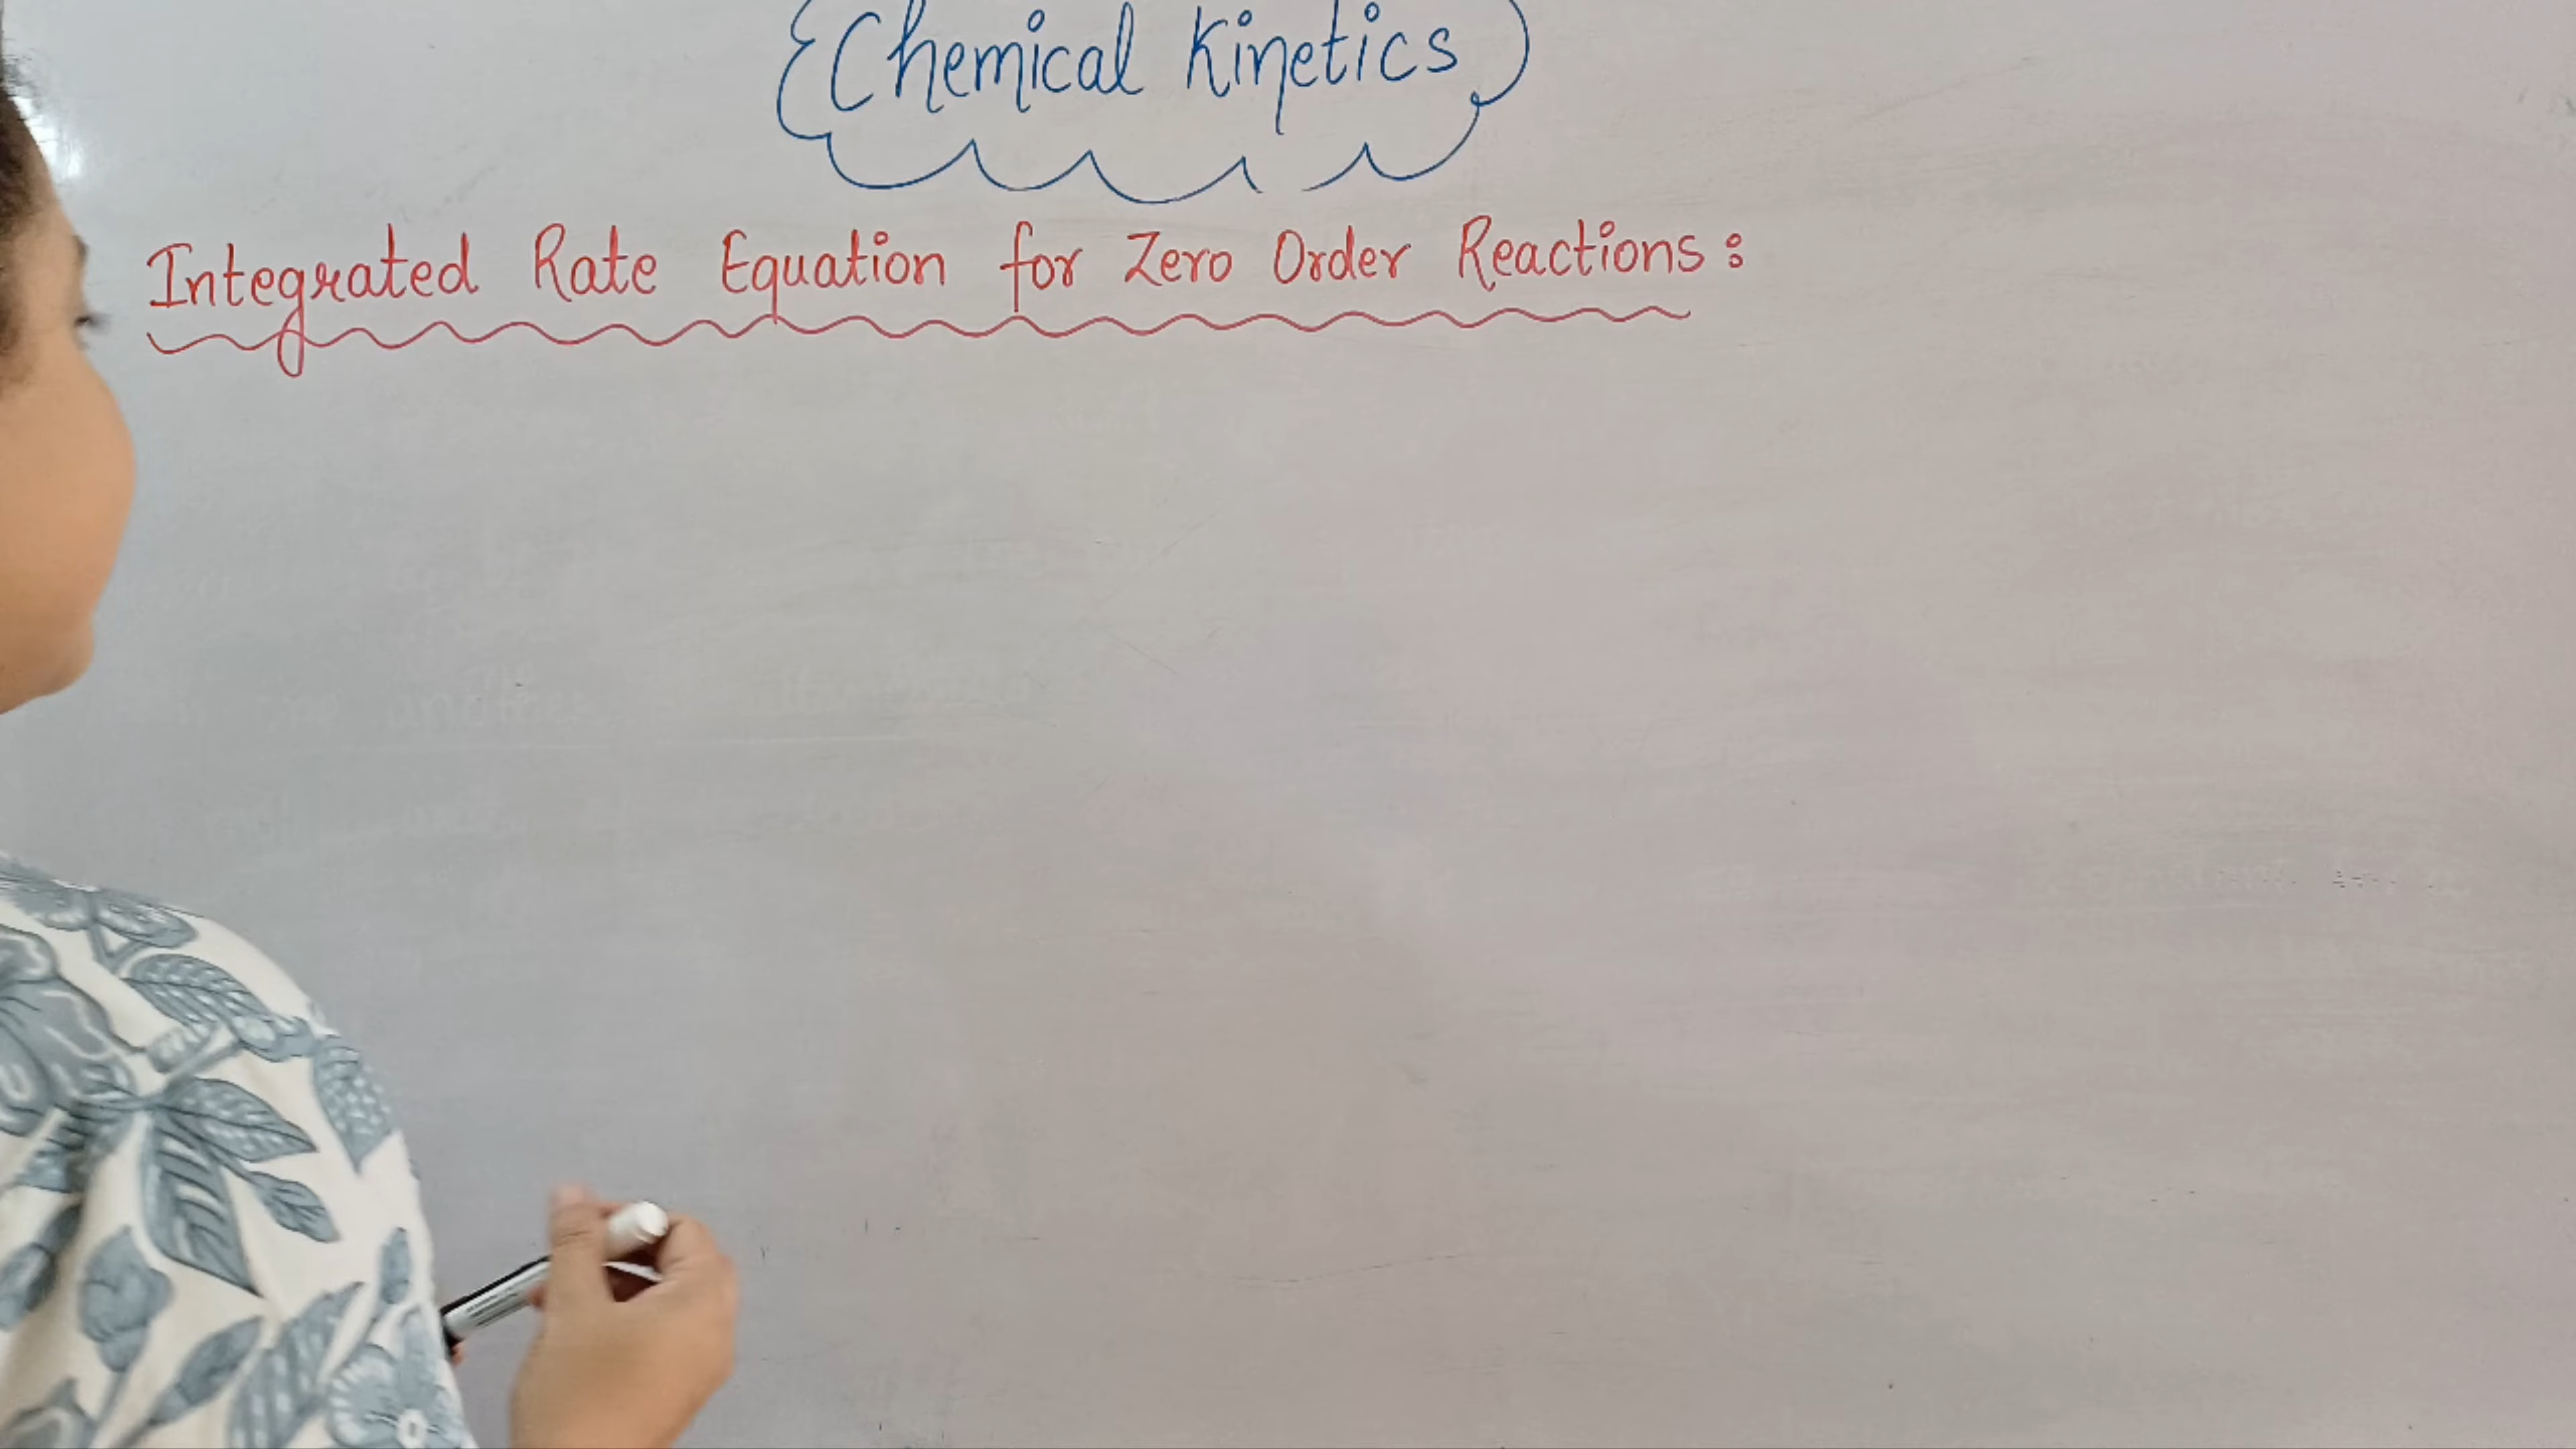 Chemical Kinetics
Integrated Rate Equation for Zero Order Reactions: